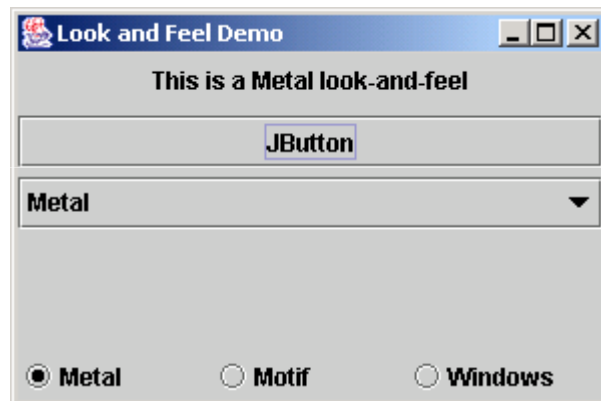 Look and Feel Demo
This is a Metal look-and-feel
JButton
Metal
Metal Motif Windows